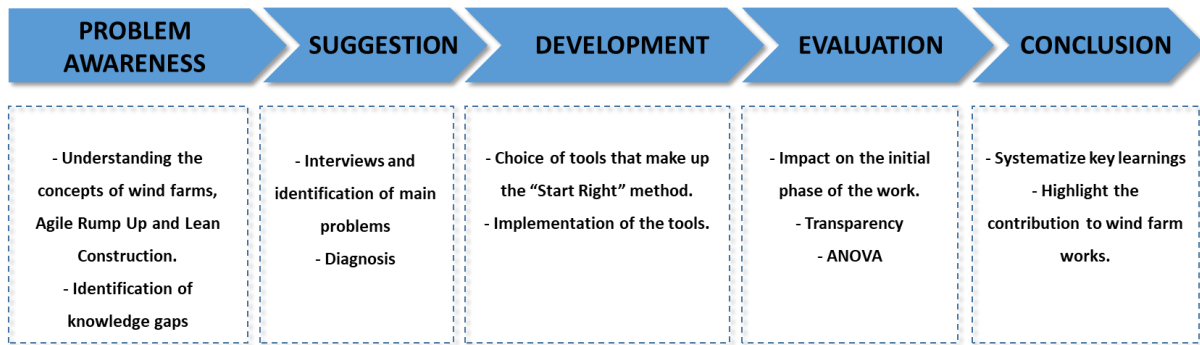 PROBLEM
AWARENESS
SUGGESTION
DEVELOPMENT
EVALUATION
CONCLUSION
- Understanding the
concepts of wind farms,
Agile Rump Up and Lean
Construction.
- Identification of
knowledge gaps
- Interviews and
identification of main
problems
- Diagnosis
- Choice of tools that make up
the “Start Right” method.
- Implementation of the tools.
- Impact on the initial
phase of the work.
- Transparency
- ANOVA
- Systematize key learnings
- Highlight the
contribution to wind farm
works.